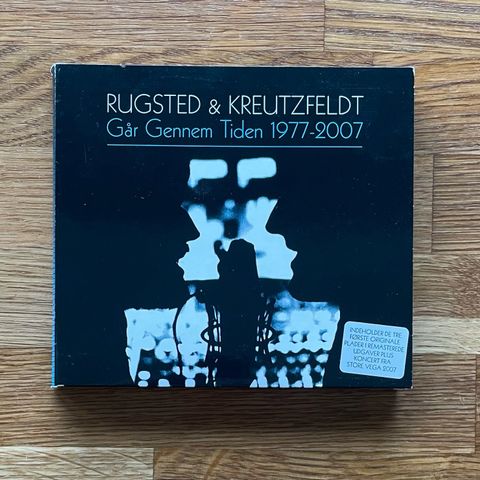 RUGSTED & KREUTZFELDT
Går Gennem Tiden 1977-2007
INDEHOLDER DE TRE
FØRSTE ORIGINALE
PLADER I REMASTEREDE
UDGAVER PLUS
KONCERT FRA
STORE VEGA 2007